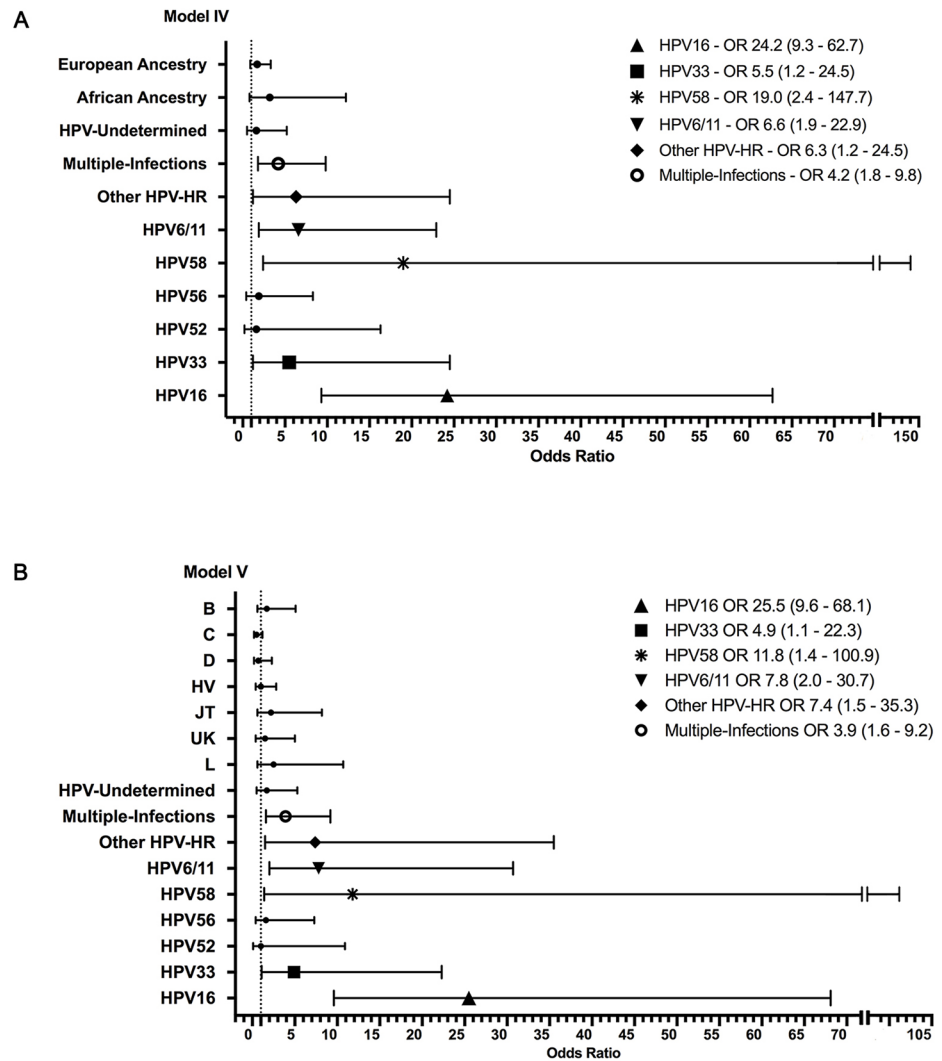 A
Model IV
European Ancestry
African Ancestry
HPV-Undetermined
Multiple-Infections
Other HPV-HR
HPV6/11
HPV58
HPV56
HPV52
HPV33
HPV16
HPV16 - OR 24.2 (9.3 - 62.7)
HPV33 - OR 5.5 (1.2 - 24.5)
HPV58 - OR 19.0 (2.4 - 147.7)
HPV6/11 - OR 6.6 (1.9 - 22.9)
Other HPV-HR - OR 6.3 (1.2 - 24.5)
Multiple-Infections - OR 4.2 (1.8 - 9.8)
0 5 10 15 20 25 30 35 40 45 50 55 60 65 70 150
Odds Ratio
B
Model V
B
C
D
HV
JT
UK
L
HPV-Undetermined
Multiple-Infections
Other HPV-HR
HPV6/11
HPV58
HPV56
HPV52
HPV33
HPV16
HPV16 OR 25.5 (9.6 - 68.1)
HPV33 OR 4.9 (1.1 - 22.3)
HPV58 OR 11.8 (1.4 - 100.9)
HPV6/11 OR 7.8 (2.0 - 30.7)
Other HPV-HR OR 7.4 (1.5 - 35.3)
Multiple-Infections OR 3.9 (1.6 - 9.2)
0 5 10 15 20 25 30 35 40 45 50 55 60 65 70 105
Odds Ratio